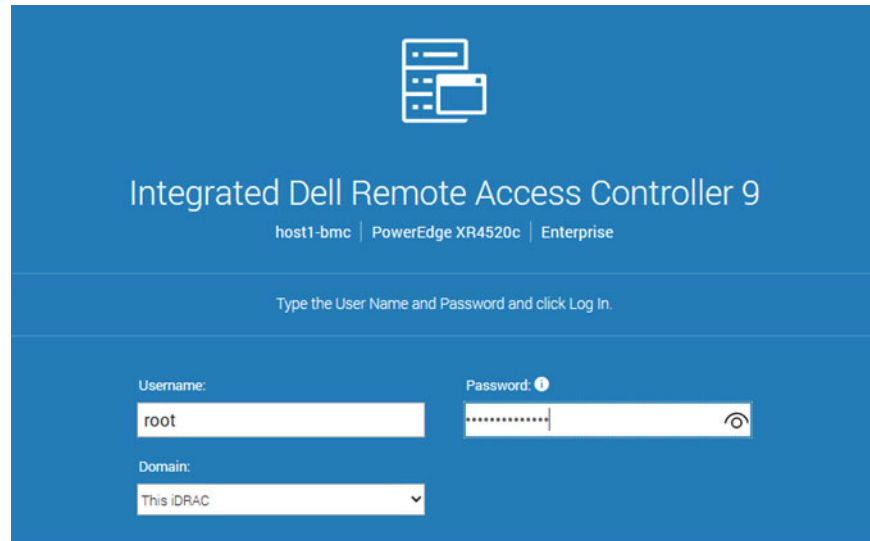 Integrated Dell Remote Access Controller 9
host1-bmc | PowerEdge XR4520c | Enterprise
Type the User Name and Password and click Log In.
Username:
Password:
root
••••••••••••••
Domain:
This iDRAC